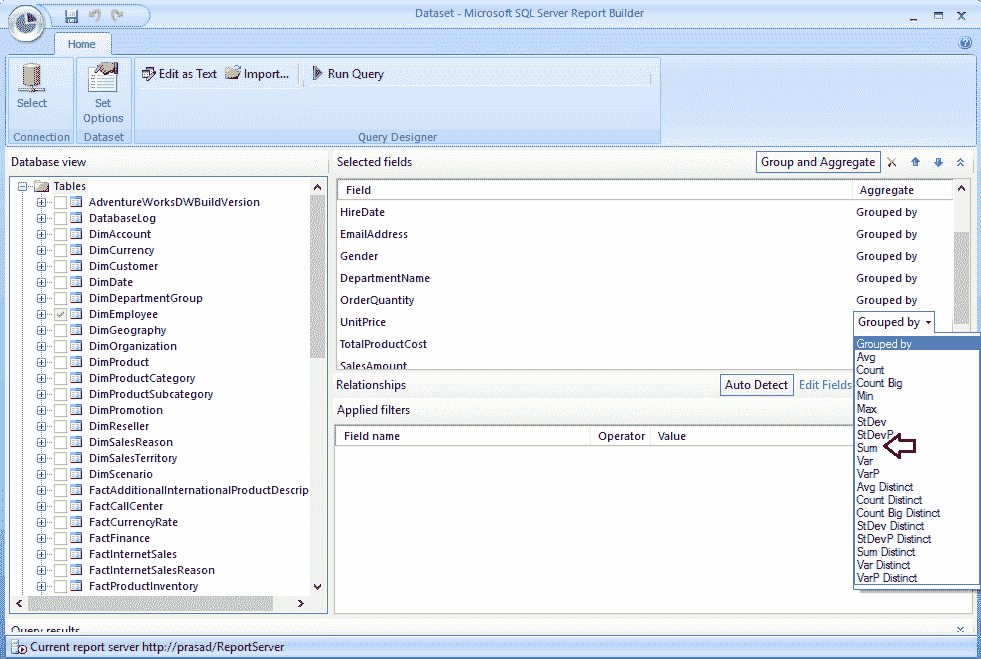 Dataset - Microsoft SQL Server Report Builder
Home
Select
Connection
Set
Options
Dataset
Edit as Text
Import...
Run Query
Query Designer
Database view
Tables
AdventureWorksDWBuildVersion
DatabaseLog
DimAccount
DimCurrency
DimCustomer
DimDate
DimDepartmentGroup
DimEmployee
DimGeography
DimOrganization
DimProduct
DimProductCategory
DimProductSubcategory
DimPromotion
DimReseller
DimSalesReason
DimSalesTerritory
DimScenario
FactAdditionalInternationalProductDescrip
FactCallCenter
FactCurrencyRate
FactFinance
FactInternetSales
FactInternetSalesReason
FactProductInventory
Selected fields
Group and Aggregate
Field Aggregate
HireDate Grouped by
EmailAddress Grouped by
Gender Grouped by
DepartmentName Grouped by
OrderQuantity Grouped by
UnitPrice Grouped by
TotalProductCost
SalesAmount
Grouped by
Avg
Count
Count Big
Min
Max
StDev
StDevP
Sum
Var
VarP
Avg Distinct
Count Distinct
Count Big Distinct
StDev Distinct
StDevP Distinct
Sum Distinct
Var Distinct
VarP Distinct
Relationships
Auto Detect
Edit Fields
Applied filters
Field name Operator Value
Query results
Current report server http://prasad/ReportServer